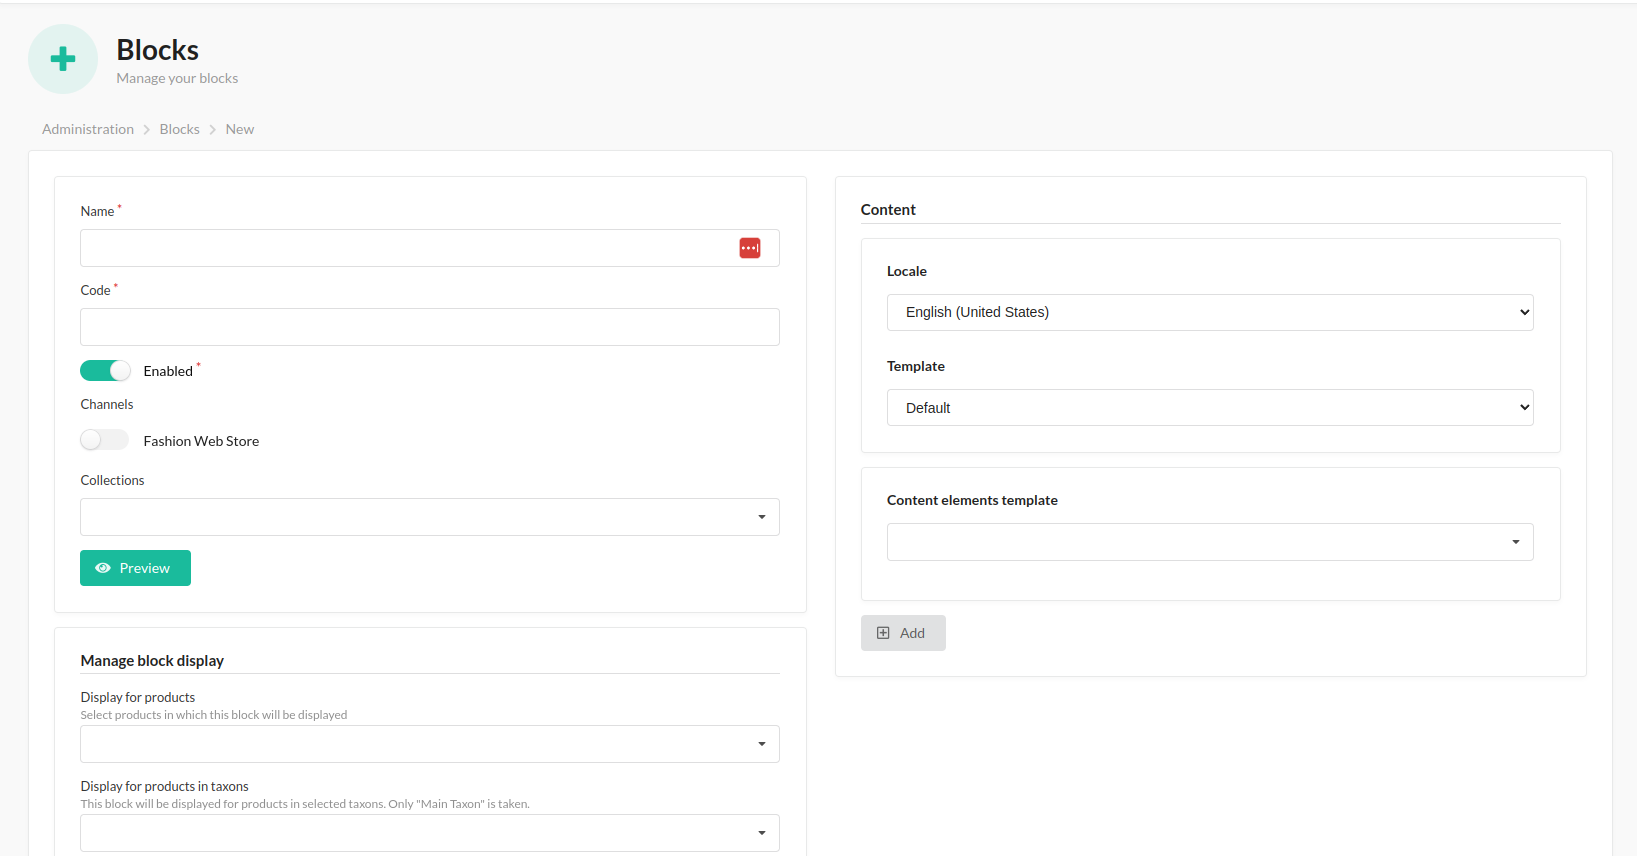 Blocks
Manage your blocks
Administration
Blocks
New
Name *
Code *
Enabled *
Channels
Fashion Web Store
Collections
Preview
Manage block display
Display for products
Select products in which this block will be displayed
Display for products in taxons
This block will be displayed for products in selected taxons. Only "Main Taxon" is taken.
Content
Locale
English (United States)
Template
Default
Content elements template
Add